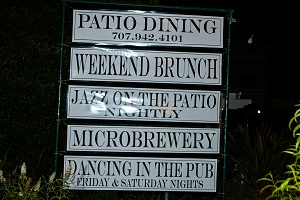 PATIO DINING
707.942.4101
WEEKEND BRUNCH
JAZZ ON THE PATIO
NIGHTLY
MICROBREWERY
DANCING IN THE PUB
FRIDAY & SATURDAY NIGHTS